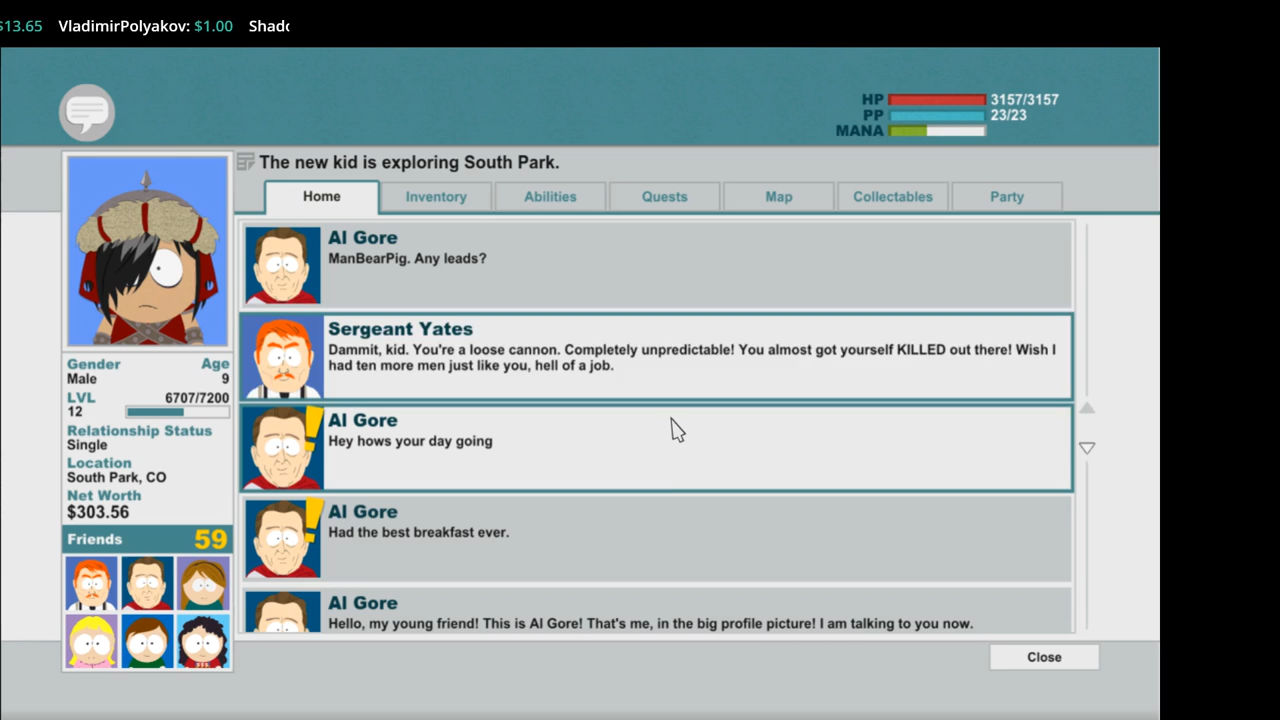 $13.65 VladimirPolyakov: $1.00 Shad
HP 3157/3157
PP 23/23
MANA
The new kid is exploring South Park.
Home Inventory Abilities Quests Map Collectables Party
Al Gore
ManBearPig. Any leads?
Sergeant Yates
Dammit, kid. You're a loose cannon. Completely unpredictable! You almost got yourself KILLED out there! Wish I
had ten more men just like you, hell of a job.
Al Gore
Hey hows your day going
Al Gore
Had the best breakfast ever.
Al Gore
Hello, my young friend! This is Al Gore! That's me, in the big profile picture! I am talking to you now.
Gender Age
Male 9
LVL 6707/7200
12
Relationship Status
Single
Location
South Park, CO
Net Worth
$303.56
Friends 59
Close